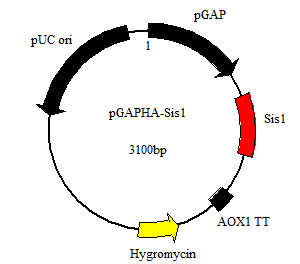 pUC ori
pGAP
1
pGAPHA-Sis1
Sis1
3100bp
AOX1 TT
Hygromycin